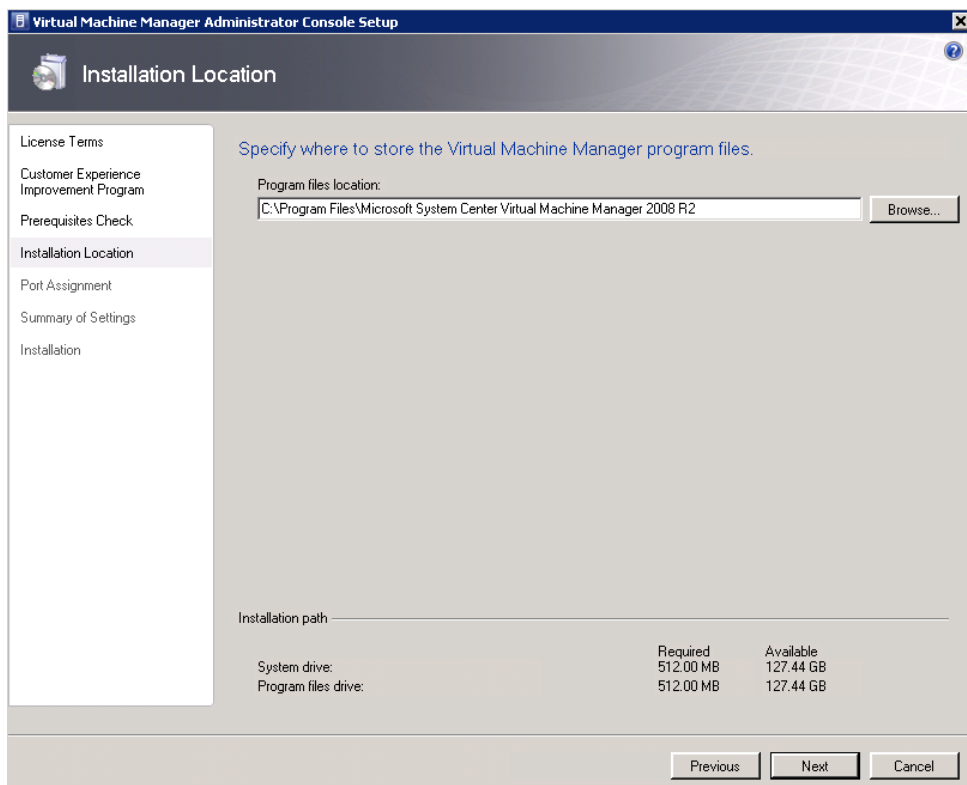 Virtual Machine Manager Administrator Console Setup
Installation Location
License Terms
Customer Experience
Improvement Program
Prerequisites Check
Installation Location
Port Assignment
Summary of Settings
Installation
Specify where to store the Virtual Machine Manager program files.
Program files location:
C:\Program Files\Microsoft System Center Virtual Machine Manager 2008 R2
Browse...
Installation path
Required Available
System drive: 512.00 MB 127.44 GB
Program files drive: 512.00 MB 127.44 GB
Previous Next Cancel